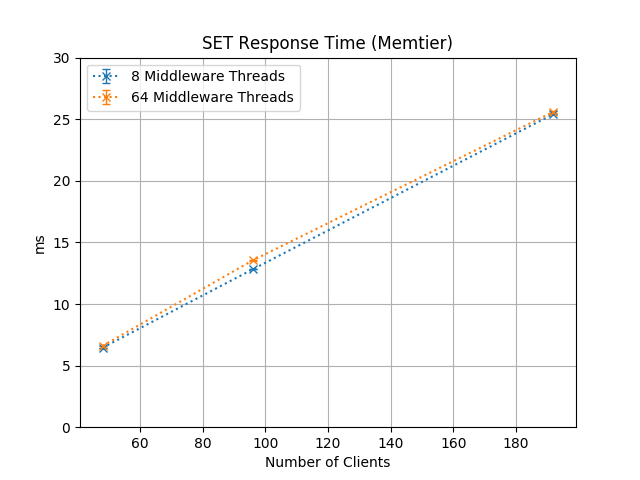 SET Response Time (Memtier)
8 Middleware Threads
64 Middleware Threads
30
25
20
15
10
5
0
ms
60 80 100 120 140 160 180
Number of Clients